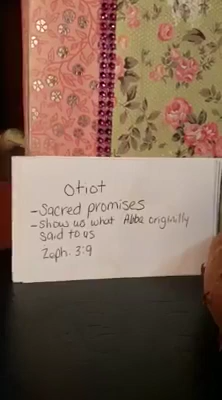 Otiot
-Sacred promises
-show us what Abba originally
said to us
Zeph. 3:9